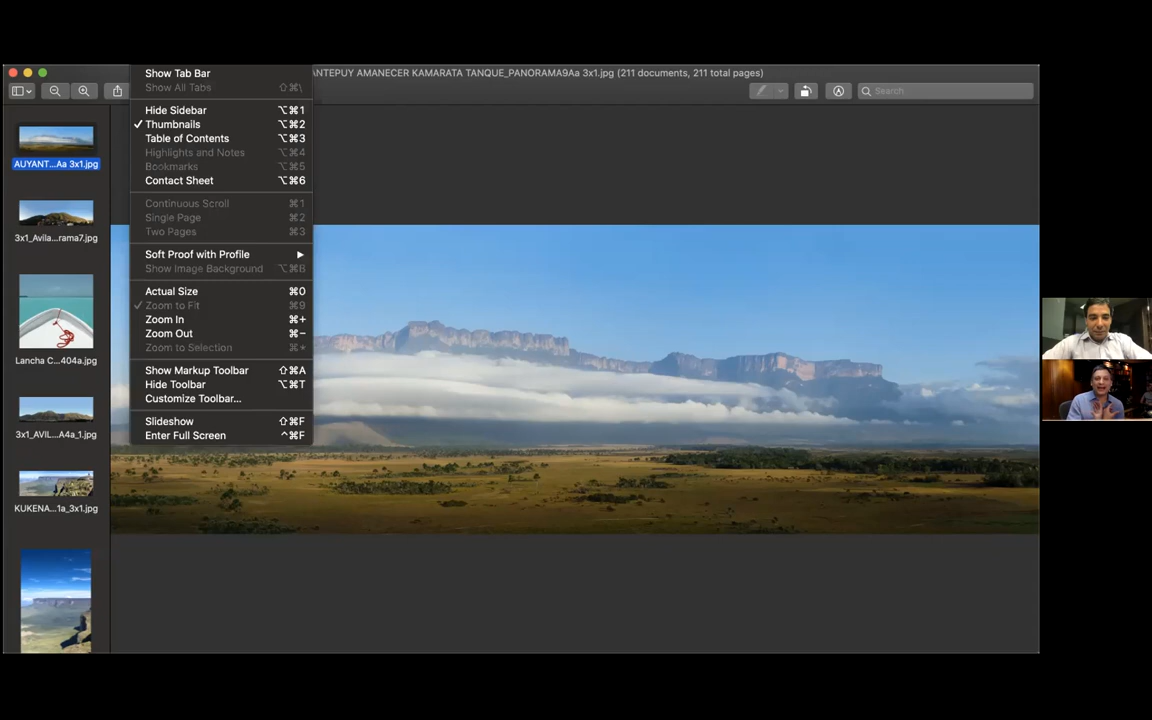 ANTEPUY AMANECER KAMARATA TANQUE_PANORAMA9Aa 3x1.jpg (211 documents, 211 total pages)
Search
AUYANT...Aa 3x1.jpg
3x1_Avila...rama7.jpg
Lancha C...404a.jpg
3x1_AVIL...A4a_1.jpg
KUKENA...1a_3x1.jpg
Show Tab Bar
Show All Tabs ⇧⌘\
Hide Sidebar ⌥⌘1
✓ Thumbnails ⌥⌘2
Table of Contents ⌥⌘3
Highlights and Notes ⌥⌘4
Bookmarks ⌥⌘5
Contact Sheet ⌥⌘6
Continuous Scroll ⌘1
Single Page ⌘2
Two Pages ⌘3
Soft Proof with Profile ▶
Show Image Background ⌥⌘B
Actual Size ⌘0
✓ Zoom to Fit ⌘9
Zoom In ⌘+
Zoom Out ⌘−
Zoom to Selection ⌘*
Show Markup Toolbar ⇧⌘A
Hide Toolbar ⌥⌘T
Customize Toolbar...
Slideshow ⇧⌘F
Enter Full Screen ^⌘F